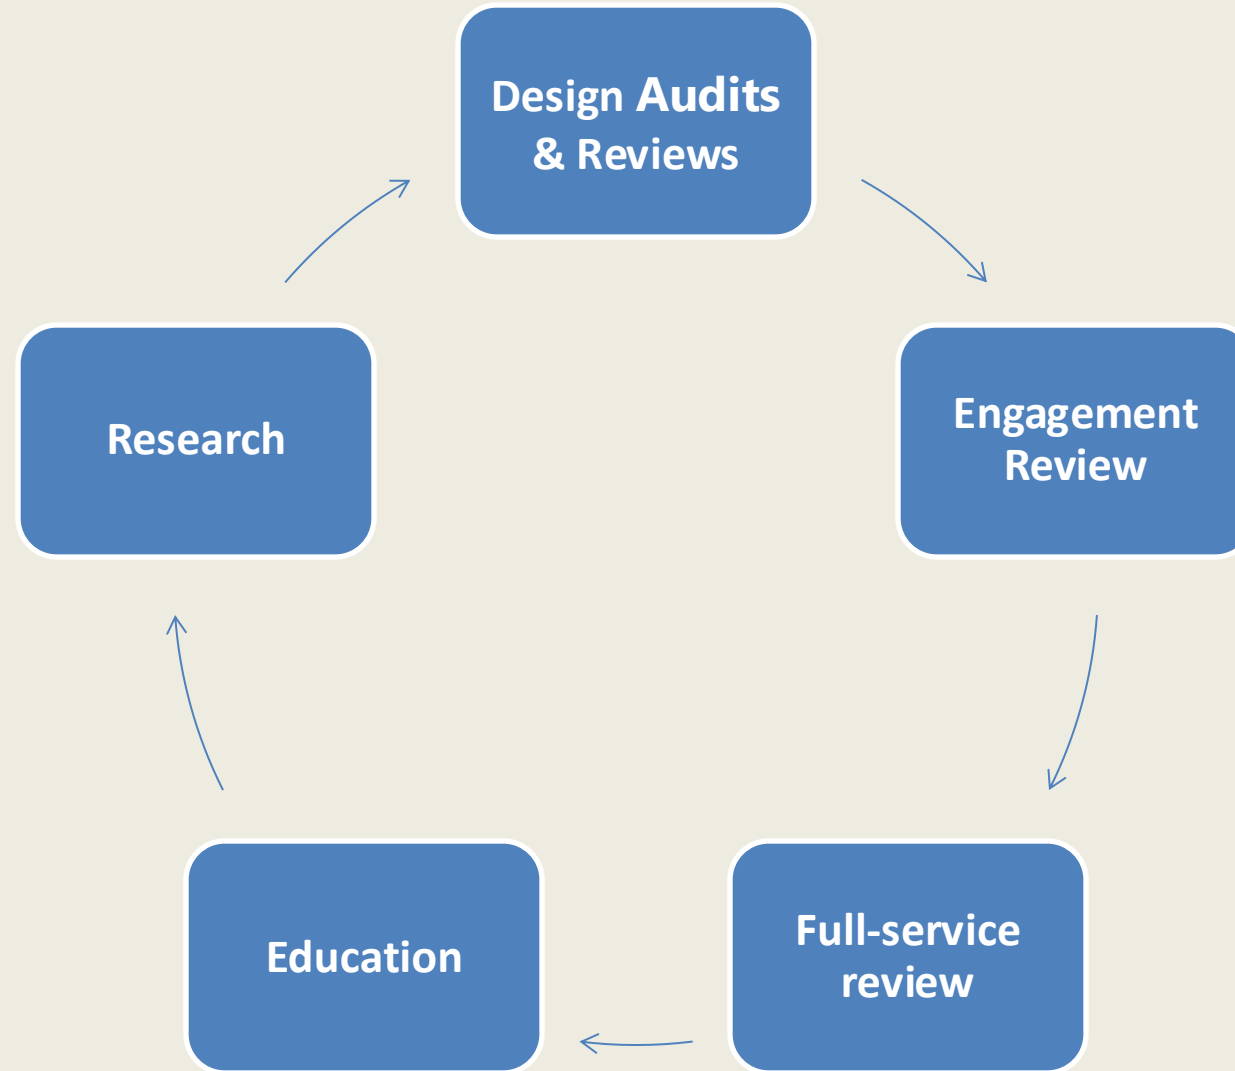 Design Audits
& Reviews
Engagement
Review
Full-service
review
Education
Research